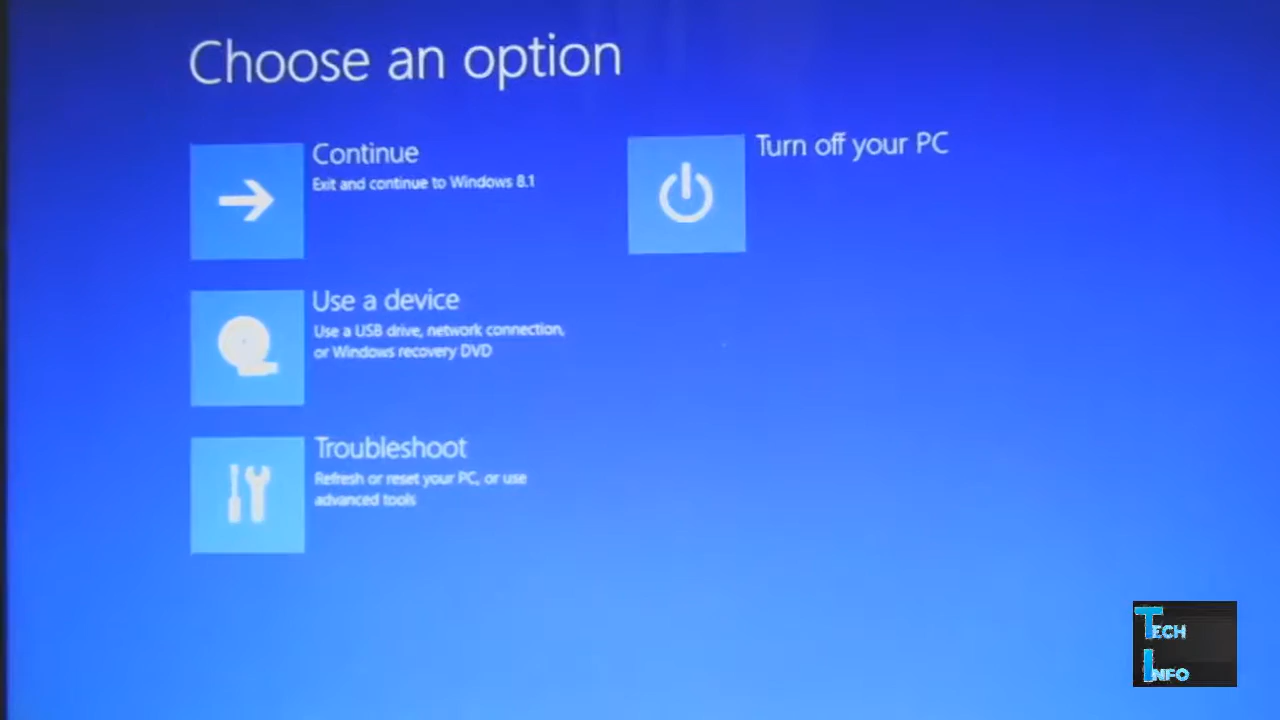 Choose an option
Continue
Exit and continue to Windows 8.1
Turn off your PC
Use a device
Use a USB drive, network connection,
or Windows recovery DVD
Troubleshoot
Refresh or reset your PC, or use
advanced tools
TECH
INFO